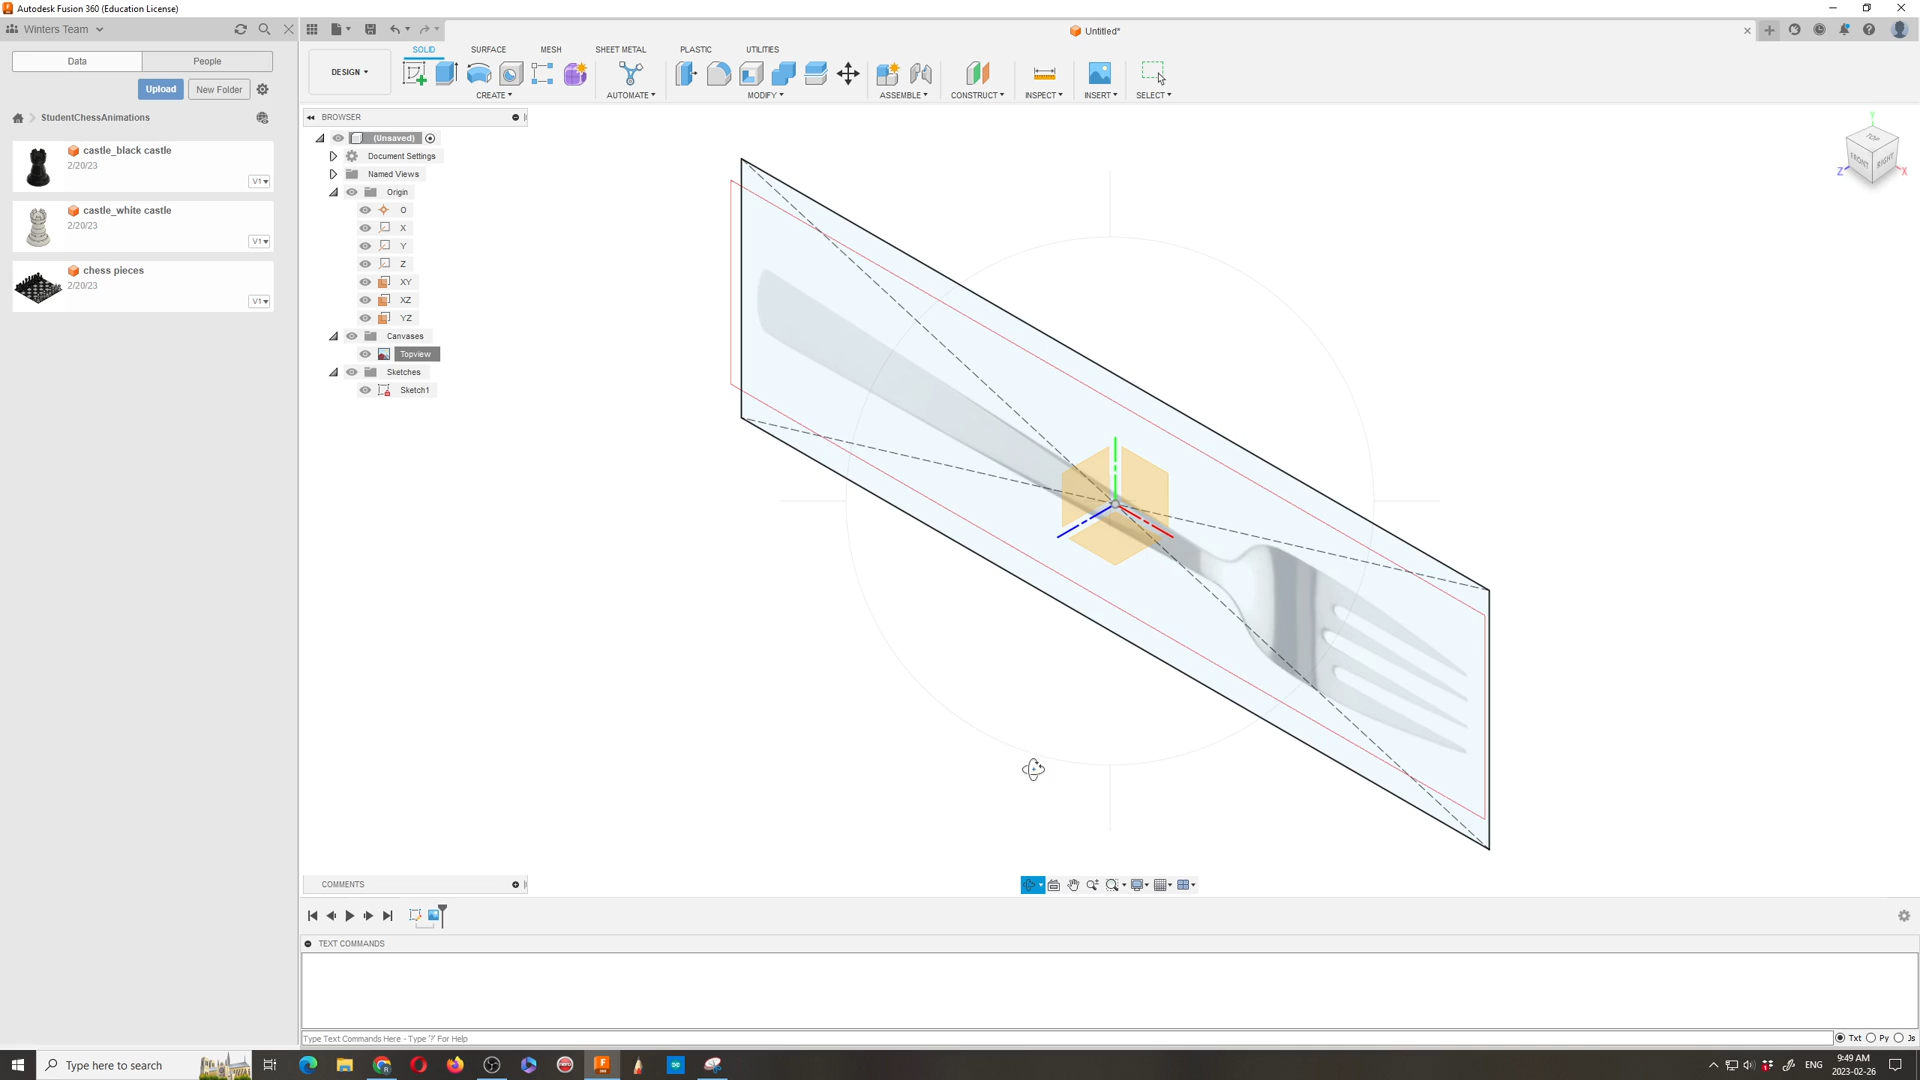 Autodesk Fusion 360 (Education License)
Winters Team
Untitled*
Data
People
Upload
New Folder
StudentChessAnimations
castle_black castle
2/20/23
V1
castle_white castle
2/20/23
V1
chess pieces
2/20/23
V1
DESIGN
SOLID
SURFACE
MESH
SHEET METAL
PLASTIC
UTILITIES
CREATE
AUTOMATE
MODIFY
ASSEMBLE
CONSTRUCT
INSPECT
INSERT
SELECT
BROWSER
(Unsaved)
Document Settings
Named Views
Origin
O
X
Y
Z
XY
XZ
YZ
Canvases
Topview
Sketches
Sketch1
Y
TOP
FRONT
RIGHT
Z
X
COMMENTS
TEXT COMMANDS
Type Text Commands Here - Type '?' For Help
Txt
Py
Js
Type here to search
ENG
9:49 AM
2023-02-26